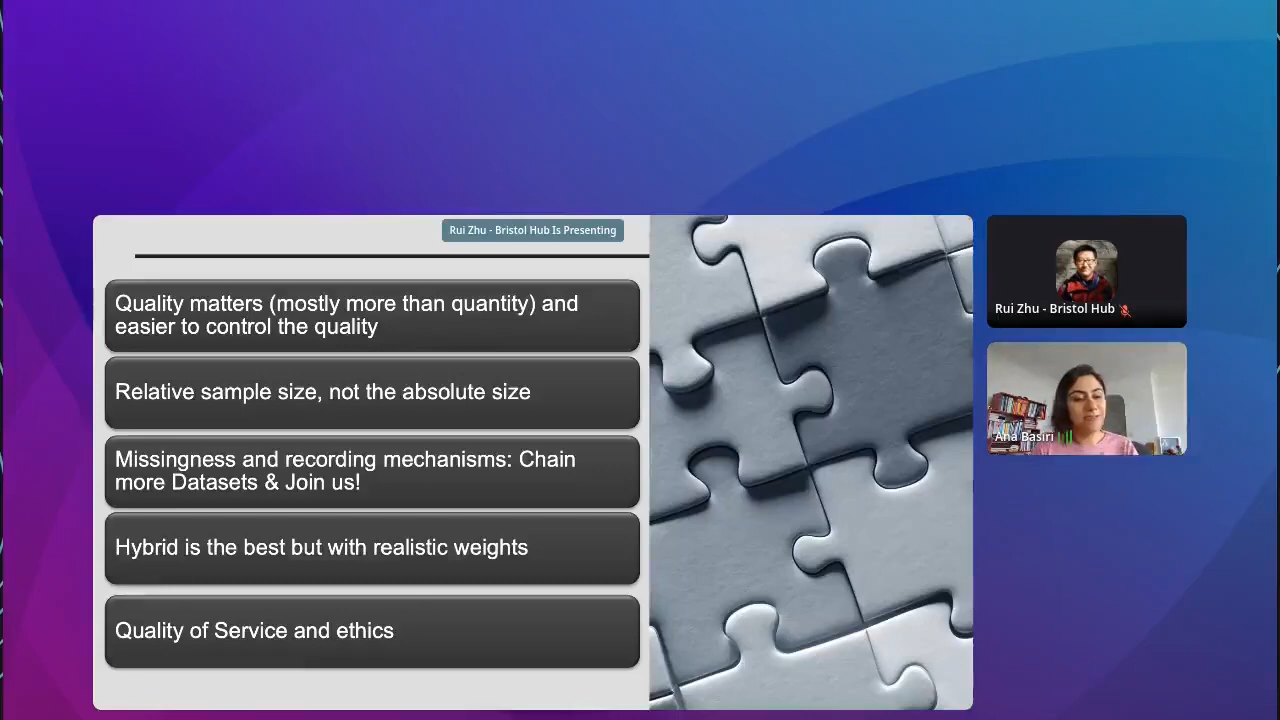 Rui Zhu - Bristol Hub Is Presenting
Quality matters (mostly more than quantity) and
easier to control the quality
Relative sample size, not the absolute size
Missingness and recording mechanisms: Chain
more Datasets & Join us!
Hybrid is the best but with realistic weights
Quality of Service and ethics
Rui Zhu - Bristol Hub
Ana Basiri